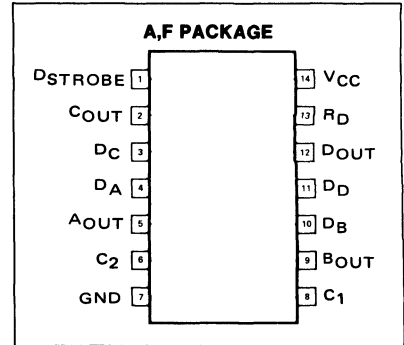 A,F PACKAGE
DSTROBE 1
COUT 2
DC 3
DA 4
AOUT 5
C2 6
GND 7
14 VCC
13 RD
12 DOUT
11 DD
10 DB
9 BOUT
8 C1